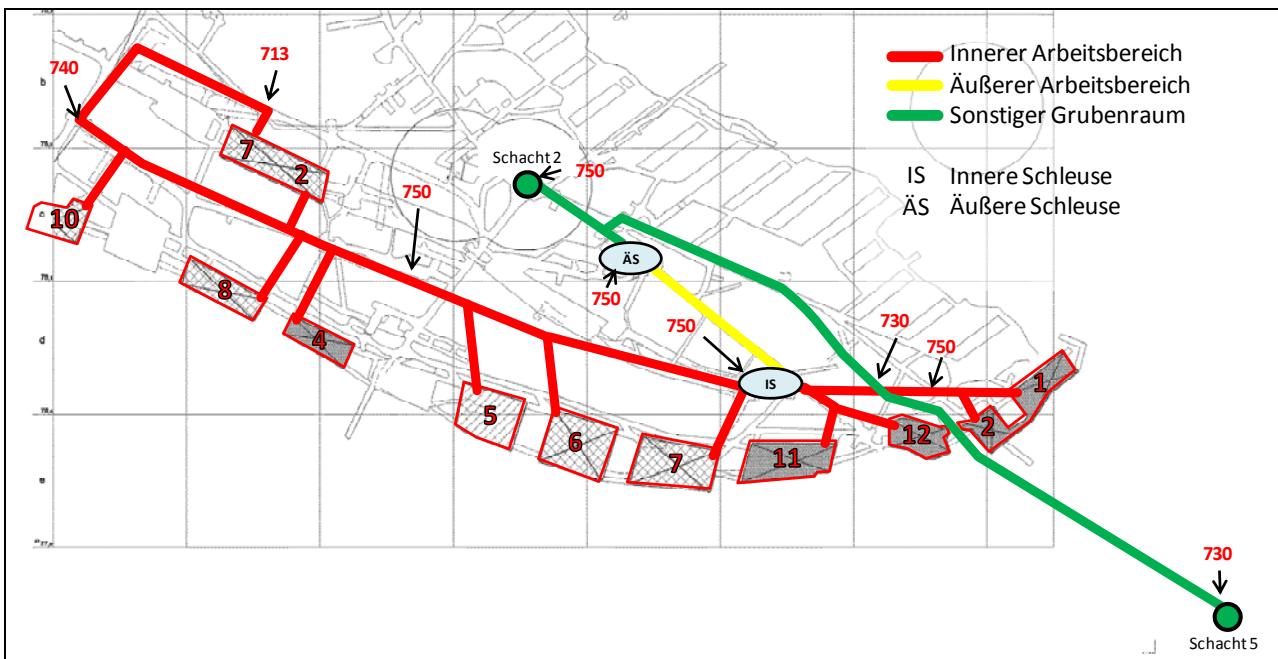 Innerer Arbeitsbereich
Äußerer Arbeitsbereich
Sonstiger Grubenraum
IS Innere Schleuse
ÄS Äußere Schleuse
740
713
b
7
2
750
Schacht 2
750
10
8
4
ÄS
750
750
IS
730
750
d
5
6
7
11
12
2
1
e
730
Schacht 5